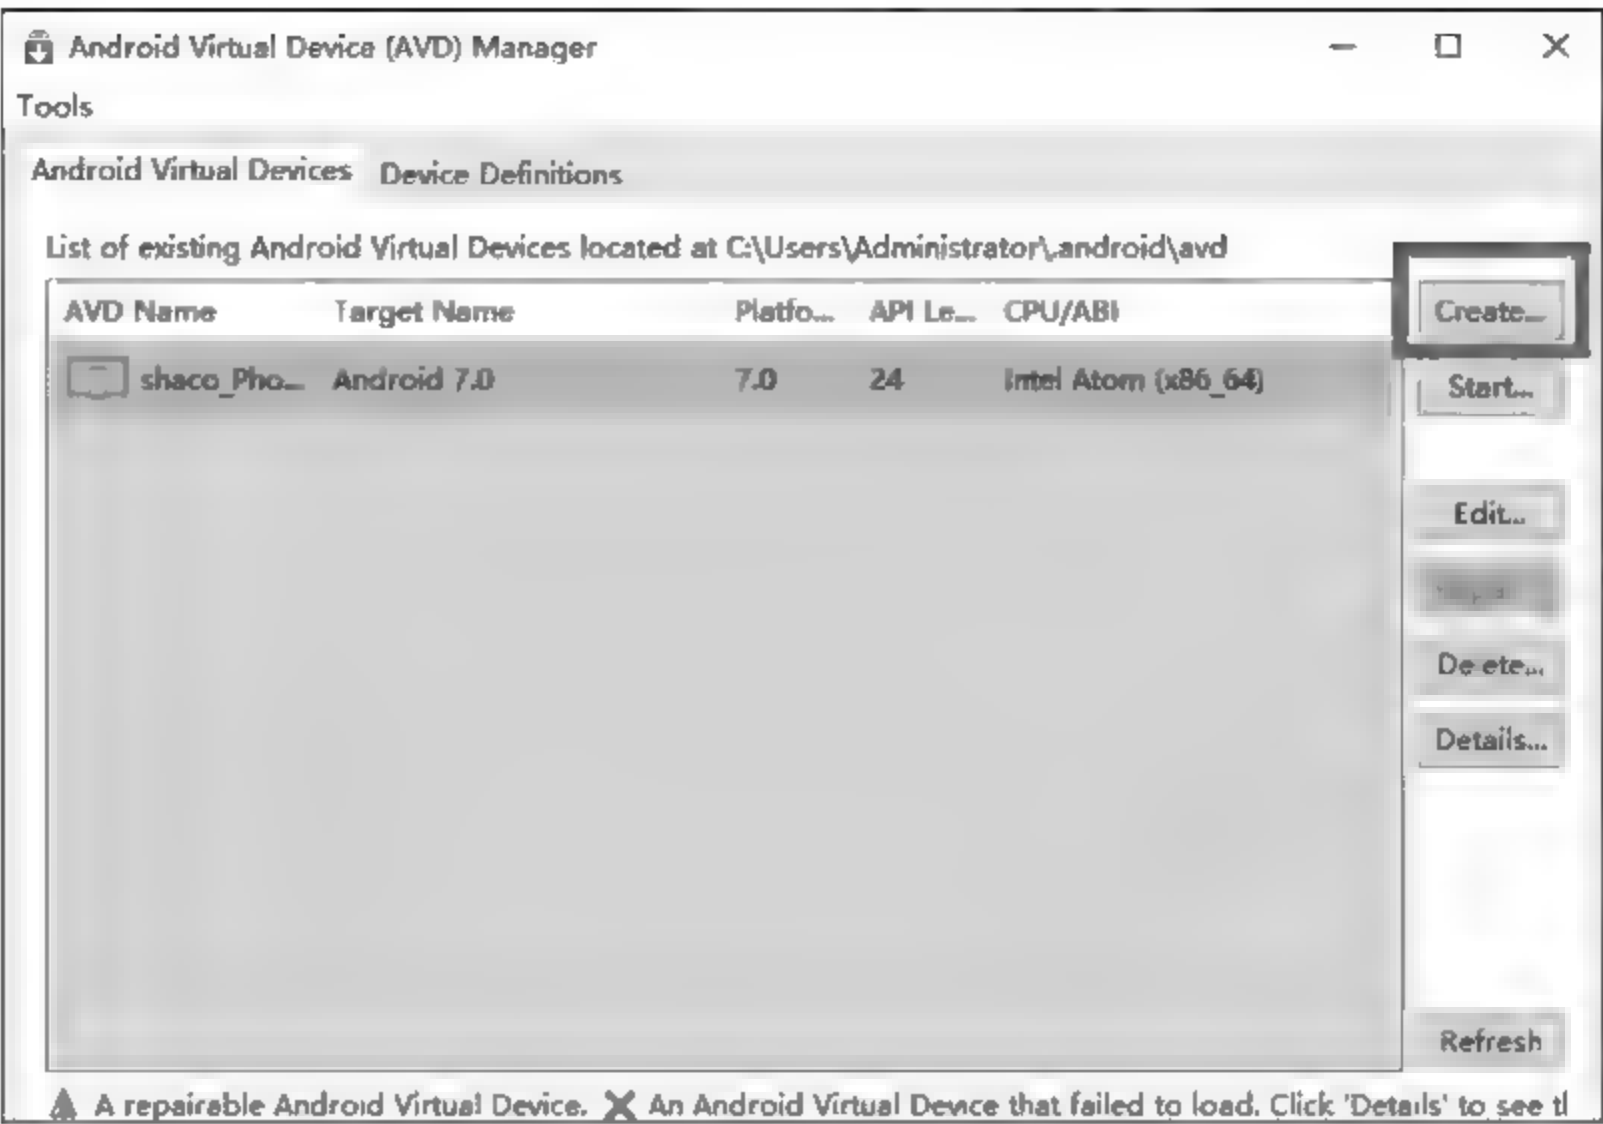 Android Virtual Device (AVD) Manager
Tools
Android Virtual Devices Device Definitions
List of existing Android Virtual Devices located at C:\Users\Administrator\.android\avd
AVD Name Target Name Platfo... API Le... CPU/ABI
Create...
shaco_Pho... Android 7.0 7.0 24 Intel Atom (x86_64)
Start...
Edit...
Delete...
Details...
Refresh
A repairable Android Virtual Device. An Android Virtual Device that failed to load. Click 'Details' to see tl